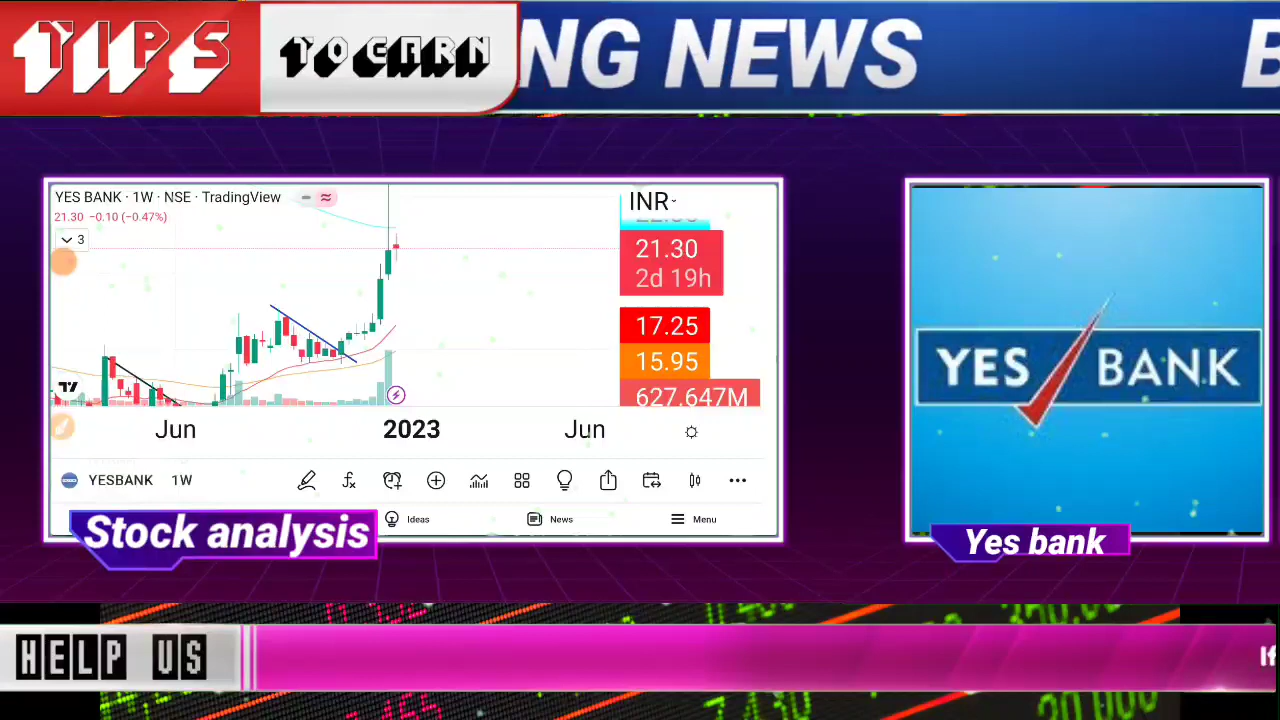 TIPS
TO EARN
NG NEWS
B
YES BANK · 1W · NSE · TradingView
INR
21.30 −0.10 (−0.47%)
3
21.30
2d 19h
17.25
15.95
627.647M
Jun
2023
Jun
YESBANK 1W
Ideas
News
Menu
Stock analysis
YES BANK
Yes bank
HELP US
If